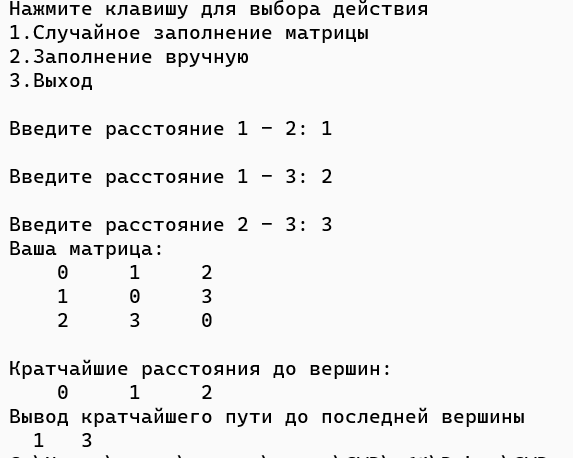 Нажмите клавишу для выбора действия
1.Случайное заполнение матрицы
2.Заполнение вручную
3.Выход
Введите расстояние 1 – 2: 1
Введите расстояние 1 – 3: 2
Введите расстояние 2 – 3: 3
Ваша матрица:
0 1 2
1 0 3
2 3 0
Кратчайшие расстояния до вершин:
0 1 2
Вывод кратчайшего пути до последней вершины
1 3